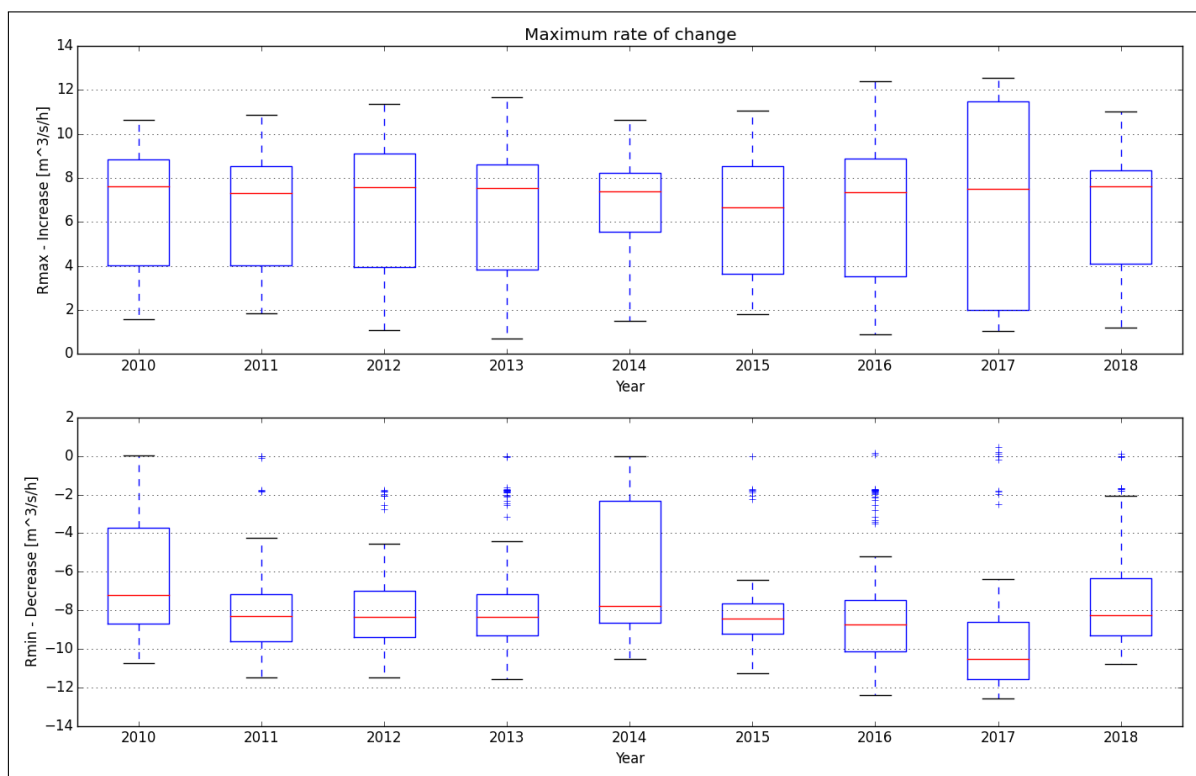 Maximum rate of change
Rmax - Increase [m^3/s/h]
14
12
10
8
6
4
2
0
2010 2011 2012 2013 2014 2015 2016 2017 2018
Year
Rmin - Decrease [m^3/s/h]
2
0
−2
−4
−6
−8
−10
−12
−14
2010 2011 2012 2013 2014 2015 2016 2017 2018
Year